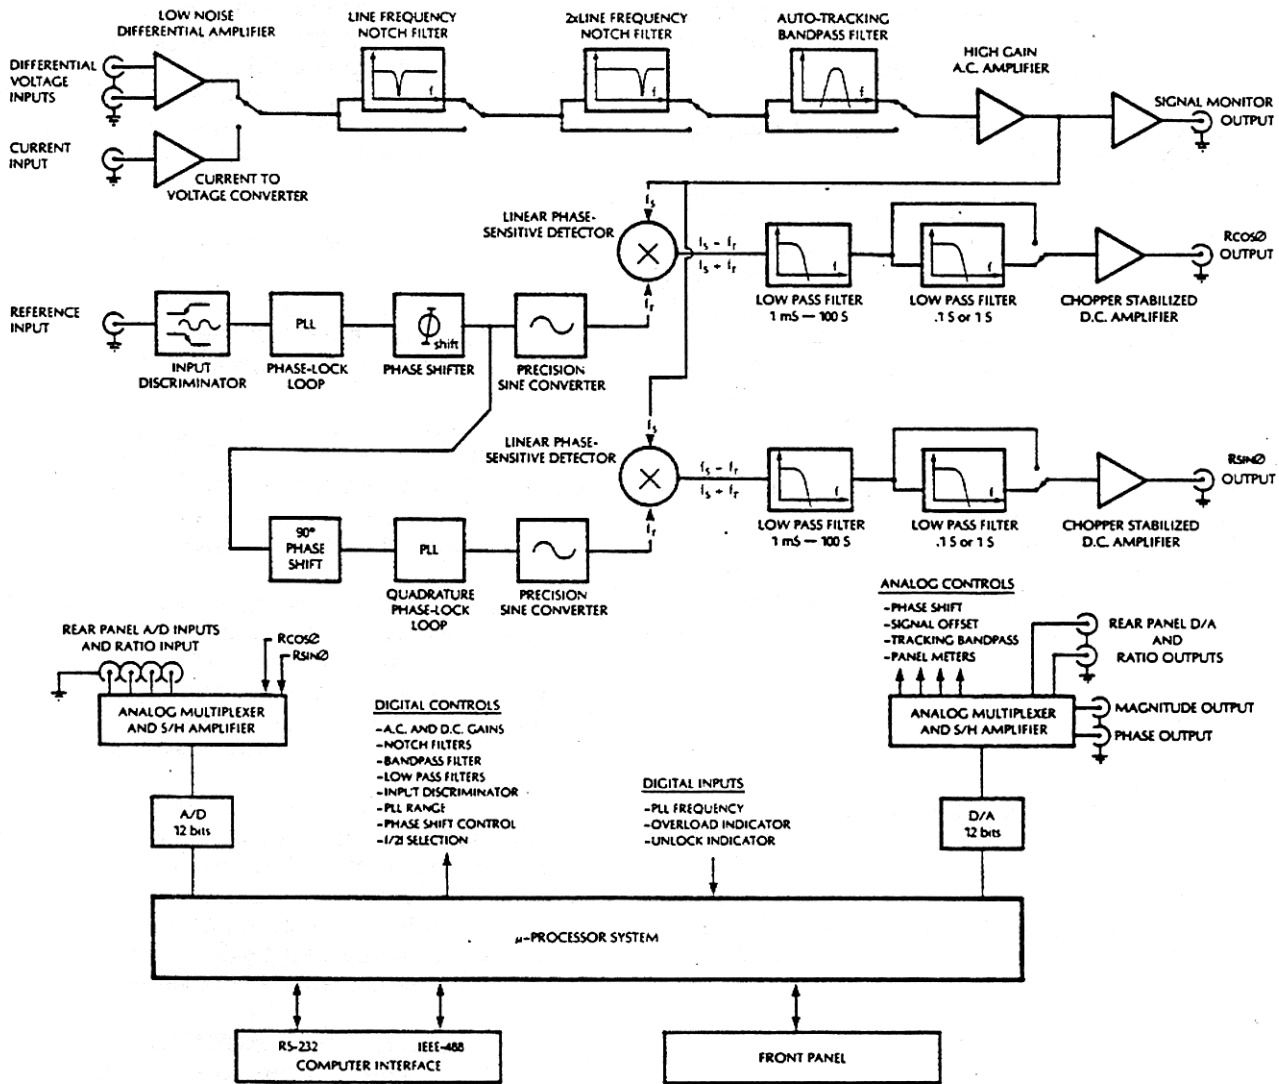 LOW NOISE
DIFFERENTIAL AMPLIFIER
LINE FREQUENCY
NOTCH FILTER
2xLINE FREQUENCY
NOTCH FILTER
AUTO-TRACKING
BANDPASS FILTER
HIGH GAIN
A.C. AMPLIFIER
DIFFERENTIAL
VOLTAGE
INPUTS
f
f
f
SIGNAL MONITOR
OUTPUT
CURRENT
INPUT
CURRENT TO
VOLTAGE CONVERTER
LINEAR PHASE-
SENSITIVE DETECTOR
fs
fs - fr
fs + fr
fr
f
f
RCOSØ
OUTPUT
LOW PASS FILTER
1 mS — 100 S
LOW PASS FILTER
.1 S or 1 S
CHOPPER STABILIZED
D.C. AMPLIFIER
REFERENCE
INPUT
PLL
Φ shift
INPUT
DISCRIMINATOR
PHASE-LOCK
LOOP
PHASE SHIFTER
PRECISION
SINE CONVERTER
LINEAR PHASE-
SENSITIVE DETECTOR
fs
fs - fr
fs + fr
fr
f
f
RSINØ
OUTPUT
LOW PASS FILTER
1 mS — 100 S
LOW PASS FILTER
.1 S or 1 S
CHOPPER STABILIZED
D.C. AMPLIFIER
90°
PHASE
SHIFT
PLL
QUADRATURE
PHASE-LOCK
LOOP
PRECISION
SINE CONVERTER
REAR PANEL A/D INPUTS
AND RATIO INPUT
RCOSØ
RSINØ
ANALOG MULTIPLEXER
AND S/H AMPLIFIER
A/D
12 bits
DIGITAL CONTROLS
-A.C. AND D.C. GAINS
-NOTCH FILTERS
-BANDPASS FILTER
-LOW PASS FILTERS
-INPUT DISCRIMINATOR
-PLL RANGE
-PHASE SHIFT CONTROL
-f/2f SELECTION
DIGITAL INPUTS
-PLL FREQUENCY
-OVERLOAD INDICATOR
-UNLOCK INDICATOR
ANALOG CONTROLS
-PHASE SHIFT
-SIGNAL OFFSET
-TRACKING BANDPASS
-PANEL METERS
REAR PANEL D/A
AND
RATIO OUTPUTS
ANALOG MULTIPLEXER
AND S/H AMPLIFIER
MAGNITUDE OUTPUT
PHASE OUTPUT
D/A
12 bits
μ-PROCESSOR SYSTEM
RS-232 IEEE-488
COMPUTER INTERFACE
FRONT PANEL